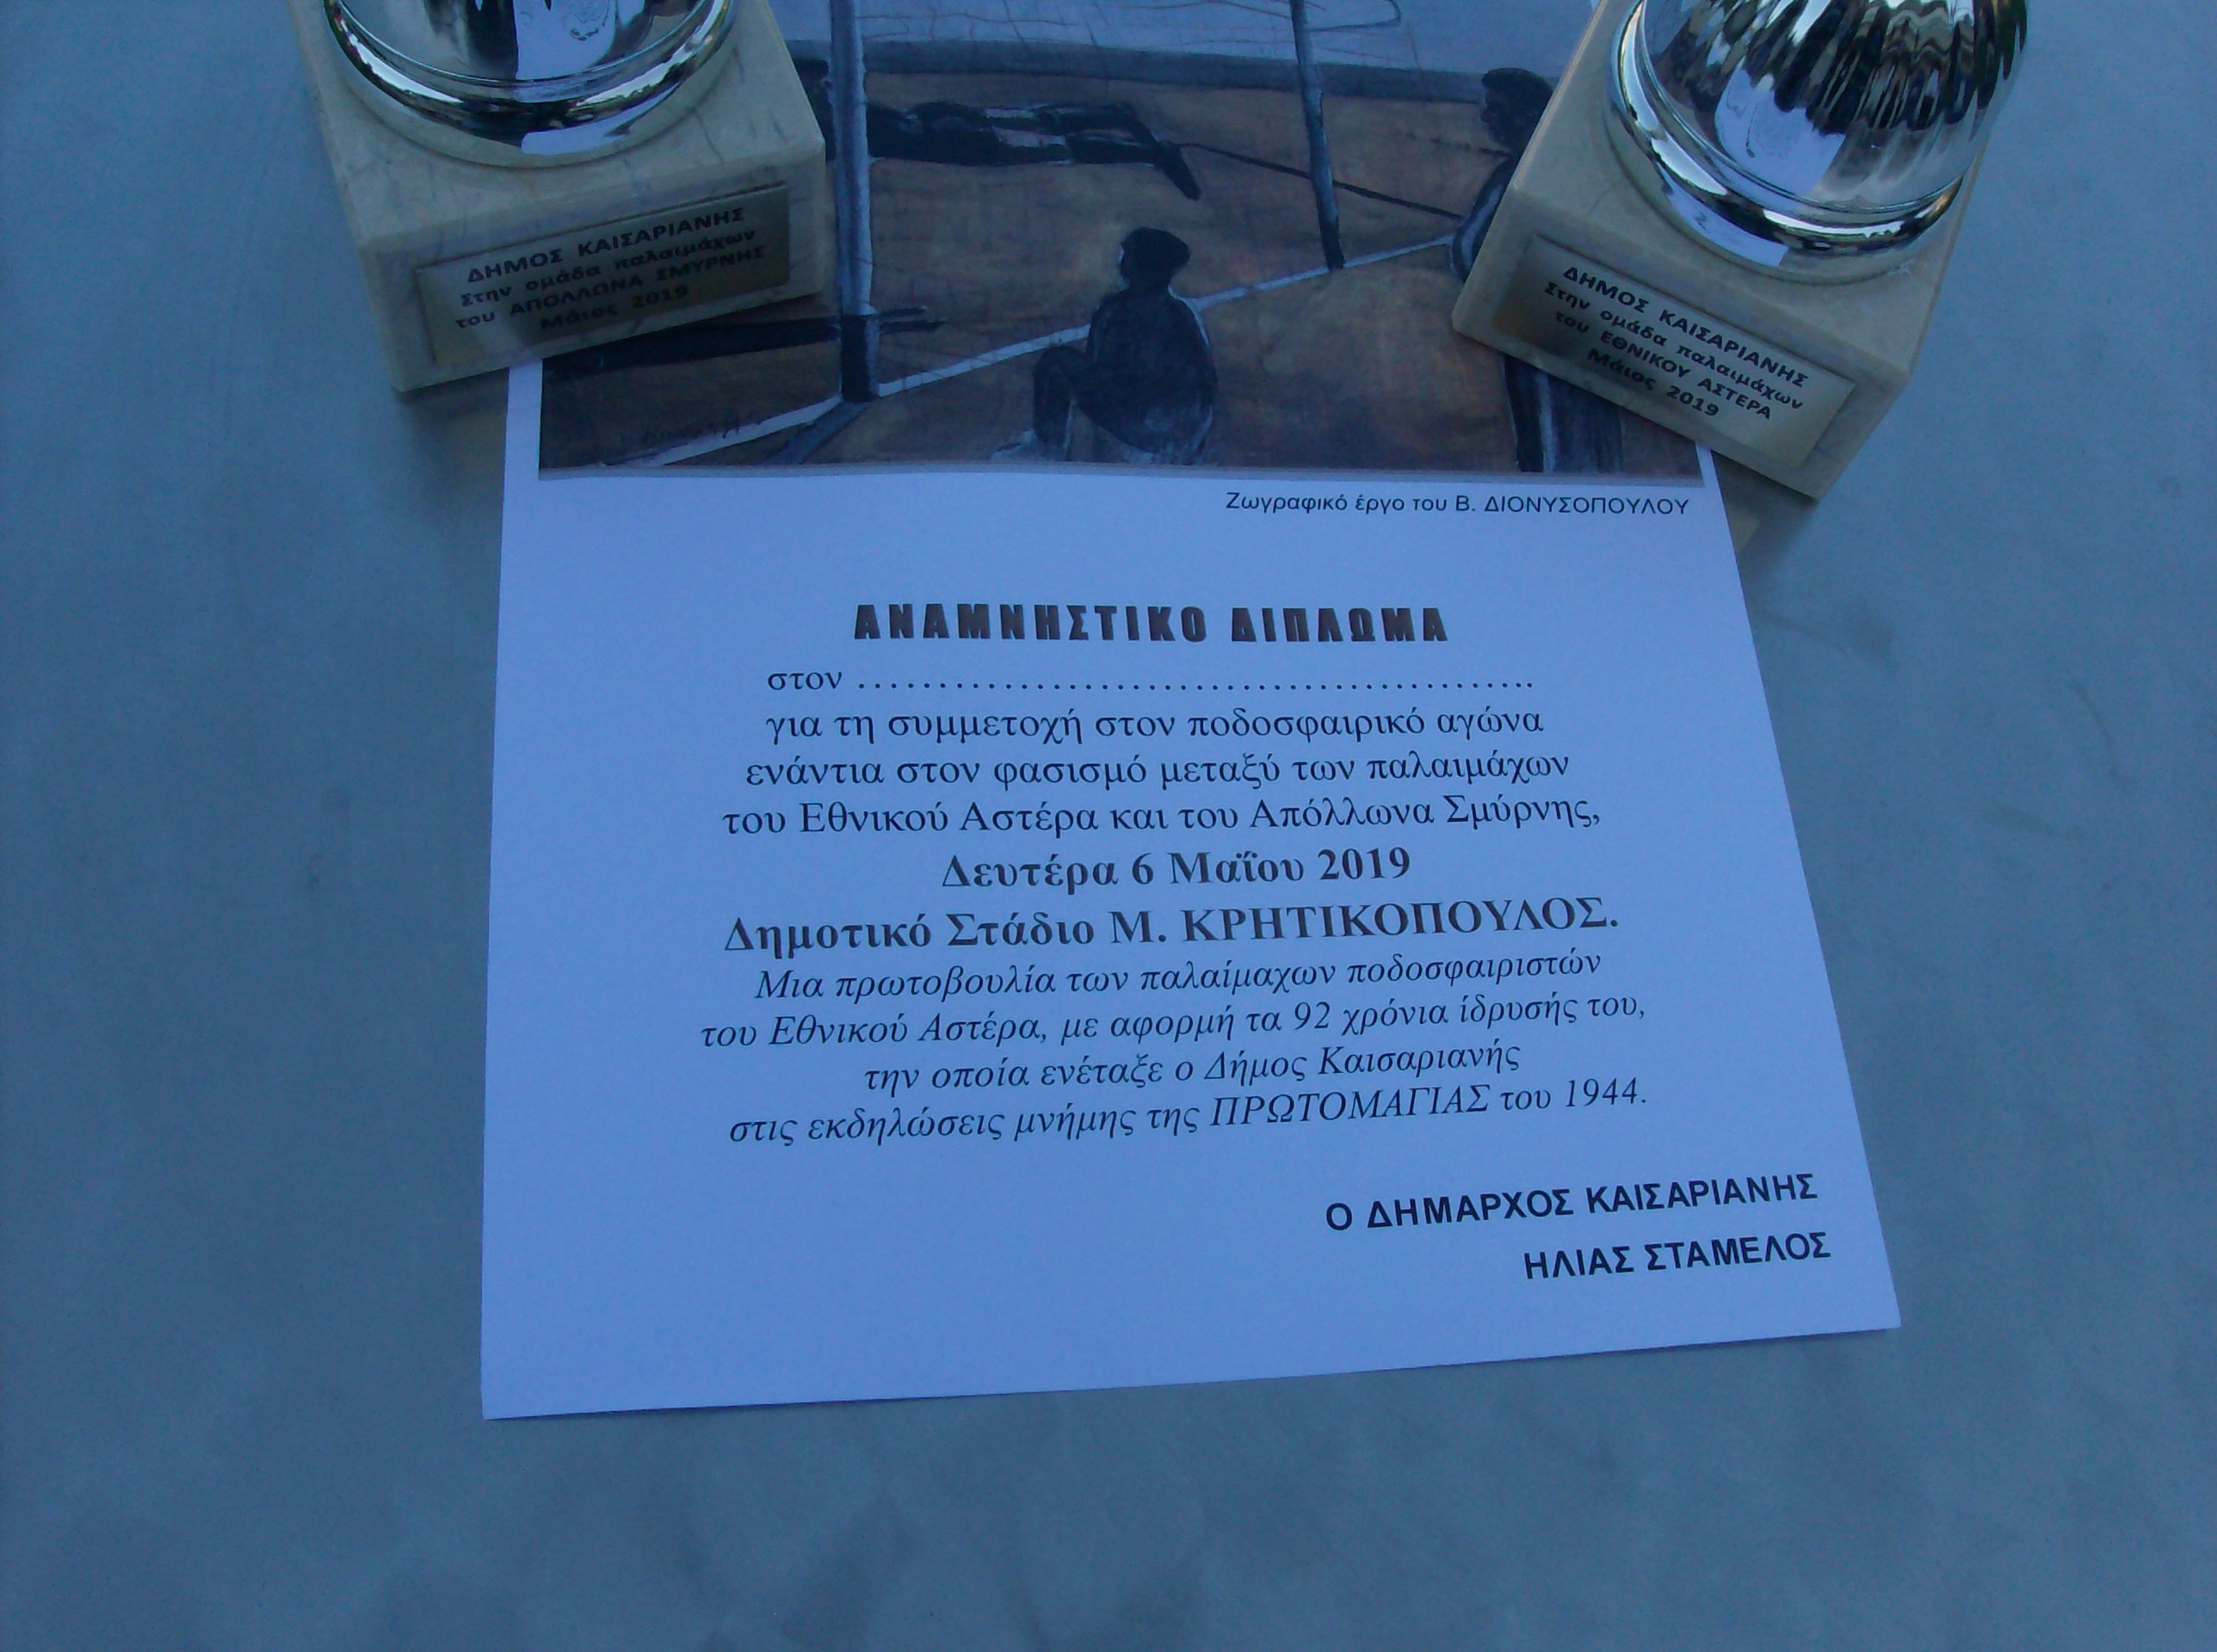 ΔΗΜΟΣ ΚΑΙΣΑΡΙΑΝΗΣ
Στην ομάδα παλαιμάχων
του ΑΠΟΛΛΩΝΑ ΣΜΥΡΝΗΣ
Μάιος 2019
ΔΗΜΟΣ ΚΑΙΣΑΡΙΑΝΗΣ
Στην ομάδα παλαιμάχων
του ΕΘΝΙΚΟΥ ΑΣΤΕΡΑ
Μάιος 2019
Ζωγραφικό έργο του Β. ΔΙΟΝΥΣΟΠΟΥΛΟΥ
ΑΝΑΜΝΗΣΤΙΚΟ ΔΙΠΛΩΜΑ
στον ……………………………………………..
για τη συμμετοχή στον ποδοσφαιρικό αγώνα
ενάντια στον φασισμό μεταξύ των παλαιμάχων
του Εθνικού Αστέρα και του Απόλλωνα Σμύρνης,
Δευτέρα 6 Μαΐου 2019
Δημοτικό Στάδιο Μ. ΚΡΗΤΙΚΟΠΟΥΛΟΣ.
Μια πρωτοβουλία των παλαίμαχων ποδοσφαιριστών
του Εθνικού Αστέρα, με αφορμή τα 92 χρόνια ίδρυσής του,
την οποία ενέταξε ο Δήμος Καισαριανής
στις εκδηλώσεις μνήμης της ΠΡΩΤΟΜΑΓΙΑΣ του 1944.
Ο ΔΗΜΑΡΧΟΣ ΚΑΙΣΑΡΙΑΝΗΣ
ΗΛΙΑΣ ΣΤΑΜΕΛΟΣ